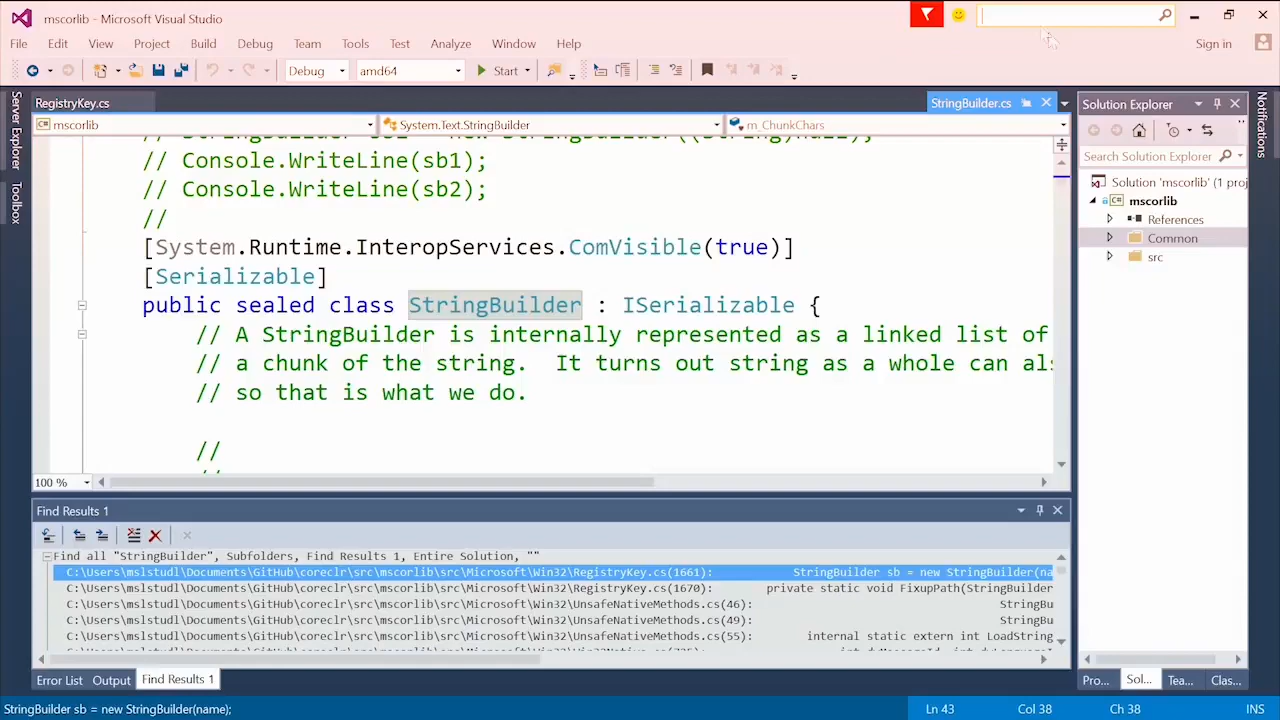 mscorlib - Microsoft Visual Studio
File Edit View Project Build Debug Team Tools Test Analyze Window Help Sign in
Debug amd64 Start
Server Explorer
Toolbox
Notifications
RegistryKey.cs StringBuilder.cs
mscorlib System.Text.StringBuilder m_ChunkChars
// Console.WriteLine(sb1);
// Console.WriteLine(sb2);
//
[System.Runtime.InteropServices.ComVisible(true)]
[Serializable]
public sealed class StringBuilder : ISerializable {
// A StringBuilder is internally represented as a linked list of
// a chunk of the string. It turns out string as a whole can als
// so that is what we do.
//
100 %
Solution Explorer
Search Solution Explorer
Solution 'mscorlib' (1 proj
mscorlib
References
Common
src
Find Results 1
Find all "StringBuilder", Subfolders, Find Results 1, Entire Solution, ""
C:\Users\mslstudl\Documents\GitHub\coreclr\src\mscorlib\src\Microsoft\Win32\RegistryKey.cs(1661): StringBuilder sb = new StringBuilder(na
C:\Users\mslstudl\Documents\GitHub\coreclr\src\mscorlib\src\Microsoft\Win32\RegistryKey.cs(1670): private static void FixupPath(StringBuilder
C:\Users\mslstudl\Documents\GitHub\coreclr\src\mscorlib\src\Microsoft\Win32\UnsafeNativeMethods.cs(46): StringBu
C:\Users\mslstudl\Documents\GitHub\coreclr\src\mscorlib\src\Microsoft\Win32\UnsafeNativeMethods.cs(49): StringBu
C:\Users\mslstudl\Documents\GitHub\coreclr\src\mscorlib\src\Microsoft\Win32\UnsafeNativeMethods.cs(55): internal static extern int LoadString
Error List Output Find Results 1
Pro... Sol... Tea... Clas...
StringBuilder sb = new StringBuilder(name); Ln 43 Col 38 Ch 38 INS